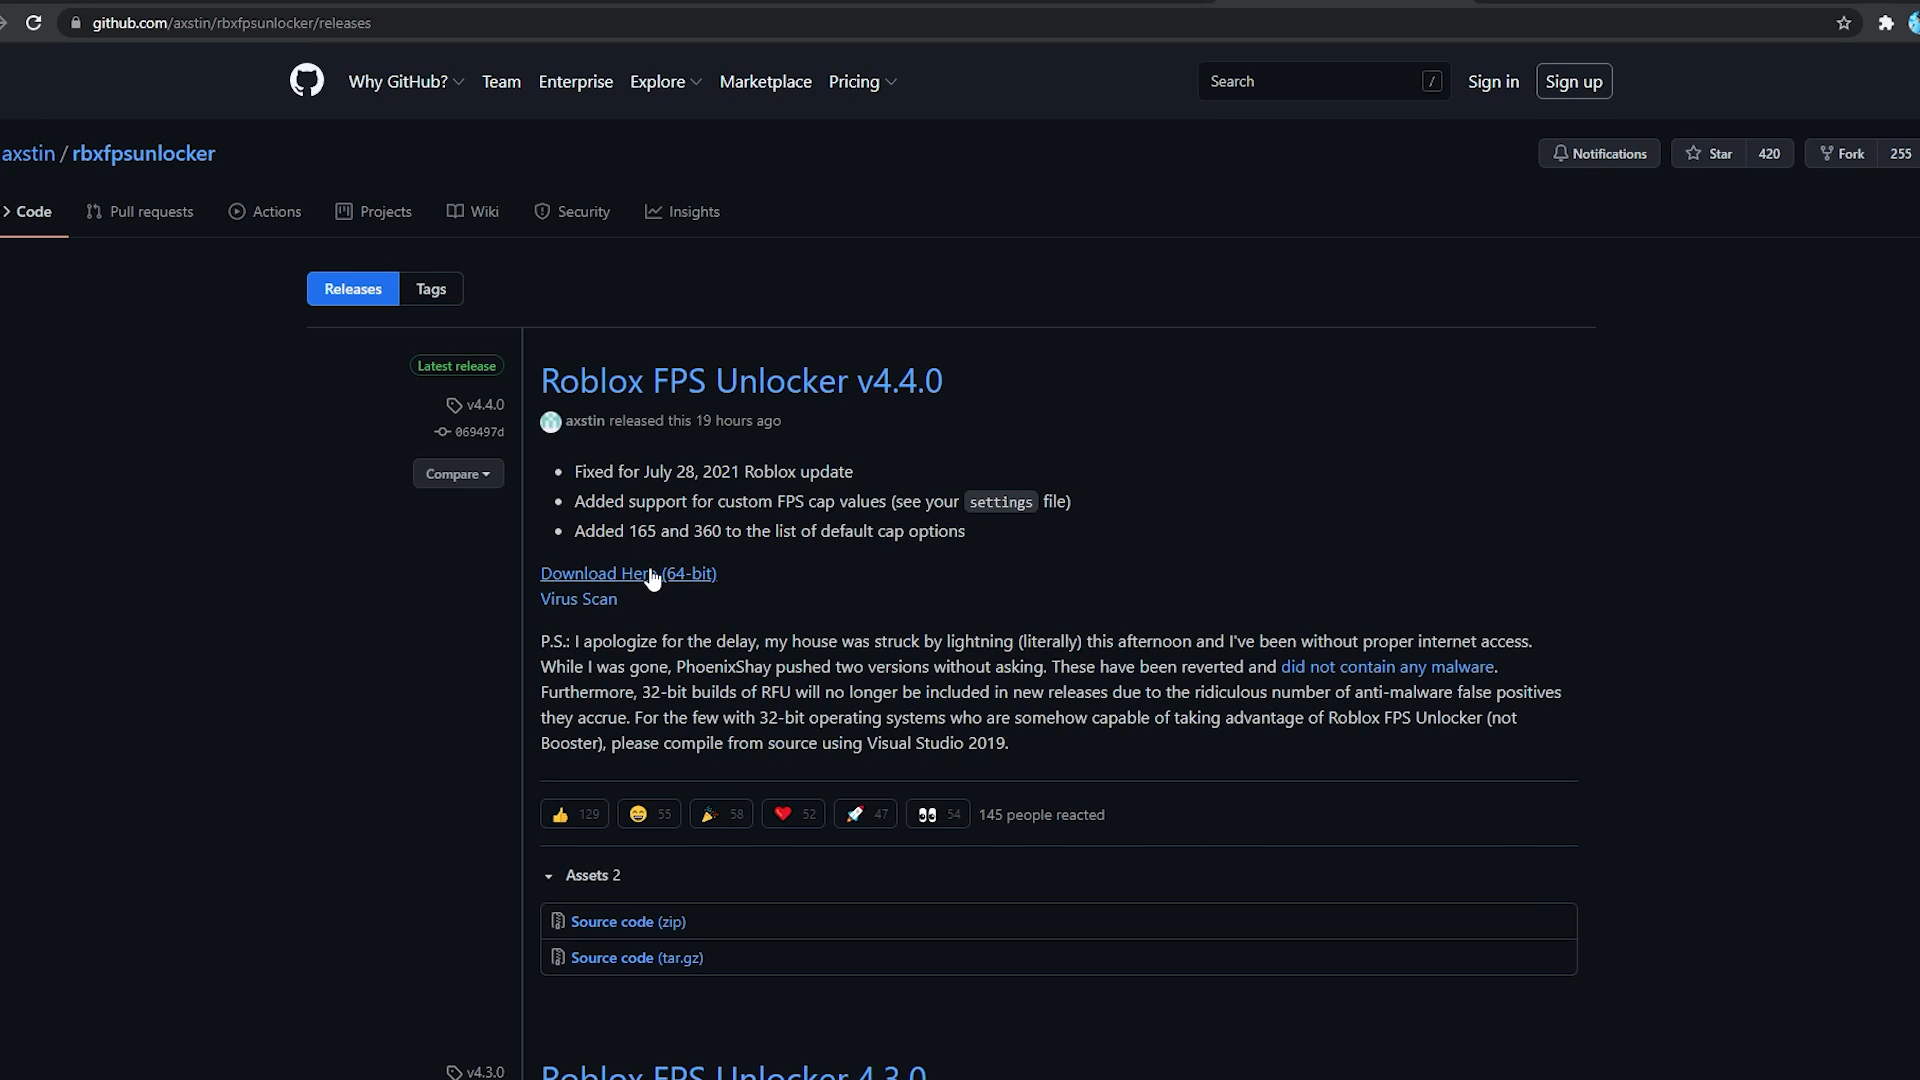 github.com/axstin/rbxfpsunlocker/releases
Why GitHub? Team Enterprise Explore Marketplace Pricing Search / Sign in Sign up
axstin / rbxfpsunlocker Notifications Star 420 Fork 255
Code Pull requests Actions Projects Wiki Security Insights
Releases Tags
Latest release
v4.4.0
069497d
Compare
Roblox FPS Unlocker v4.4.0
axstin released this 19 hours ago
• Fixed for July 28, 2021 Roblox update
• Added support for custom FPS cap values (see your settings file)
• Added 165 and 360 to the list of default cap options
Download Here (64-bit)
Virus Scan
P.S.: I apologize for the delay, my house was struck by lightning (literally) this afternoon and I've been without proper internet access.
While I was gone, PhoenixShay pushed two versions without asking. These have been reverted and did not contain any malware.
Furthermore, 32-bit builds of RFU will no longer be included in new releases due to the ridiculous number of anti-malware false positives
they accrue. For the few with 32-bit operating systems who are somehow capable of taking advantage of Roblox FPS Unlocker (not
Booster), please compile from source using Visual Studio 2019.
129 55 58 52 47 54 145 people reacted
Assets 2
Source code (zip)
Source code (tar.gz)
v4.3.0
Roblox FPS Unlocker 4.3.0